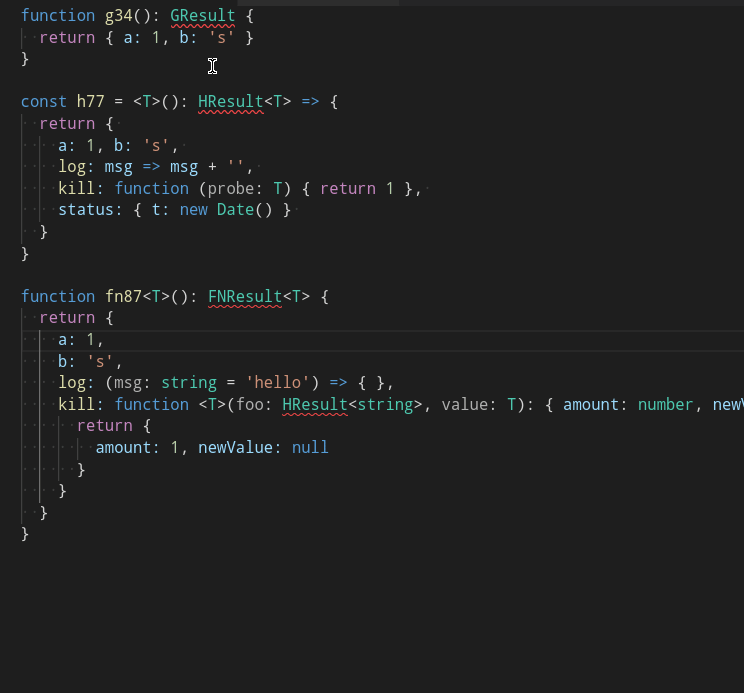 function g34(): GResult {
  return { a: 1, b: 's' }
}

const h77 = <T>(): HResult<T> => {
  return {
    a: 1, b: 's',
    log: msg => msg + '',
    kill: function (probe: T) { return 1 },
    status: { t: new Date() }
  }
}

function fn87<T>(): FNResult<T> {
  return {
    a: 1,
    b: 's',
    log: (msg: string = 'hello') => { },
    kill: function <T>(foo: HResult<string>, value: T): { amount: number, new
      return {
        amount: 1, newValue: null
      }
    }
  }
}